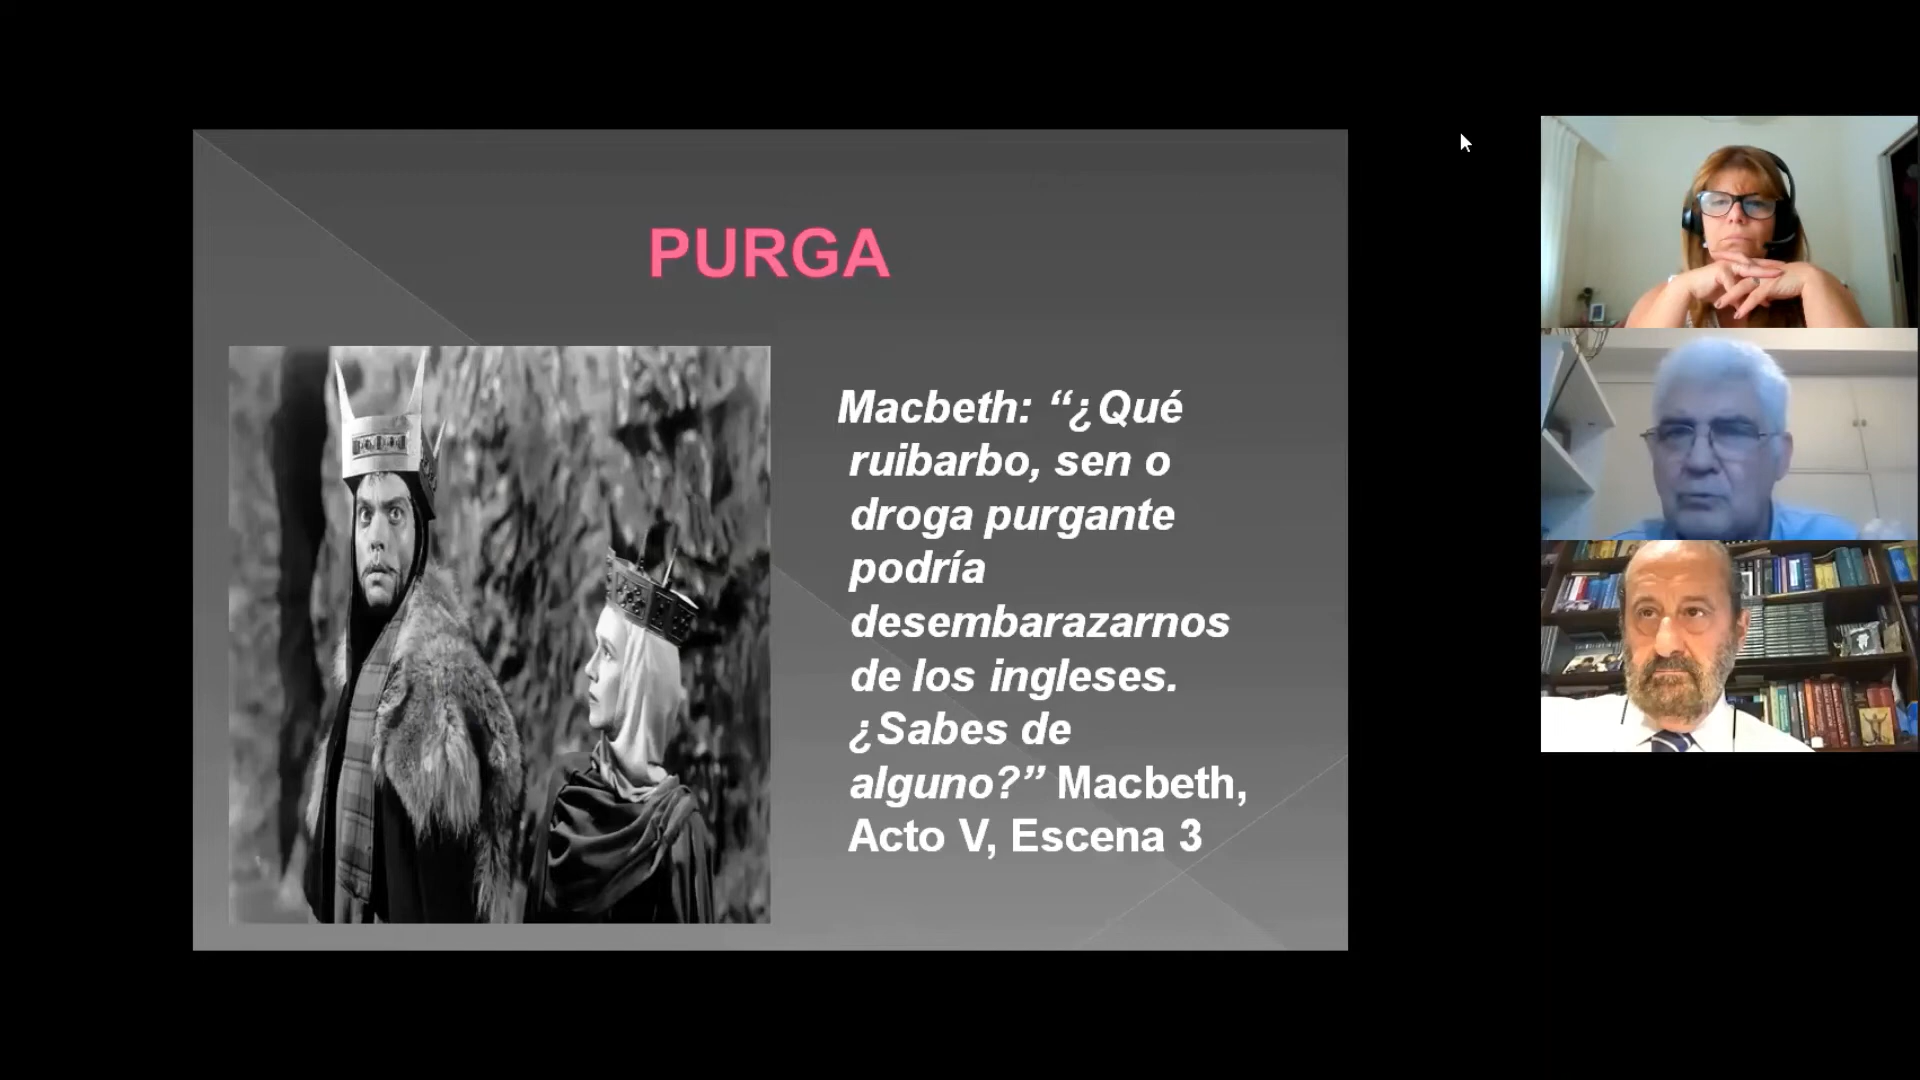 PURGA
Macbeth: “¿Qué
ruibarbo, sen o
droga purgante
podría
desembarazarnos
de los ingleses.
¿Sabes de
alguno?” Macbeth,
Acto V, Escena 3